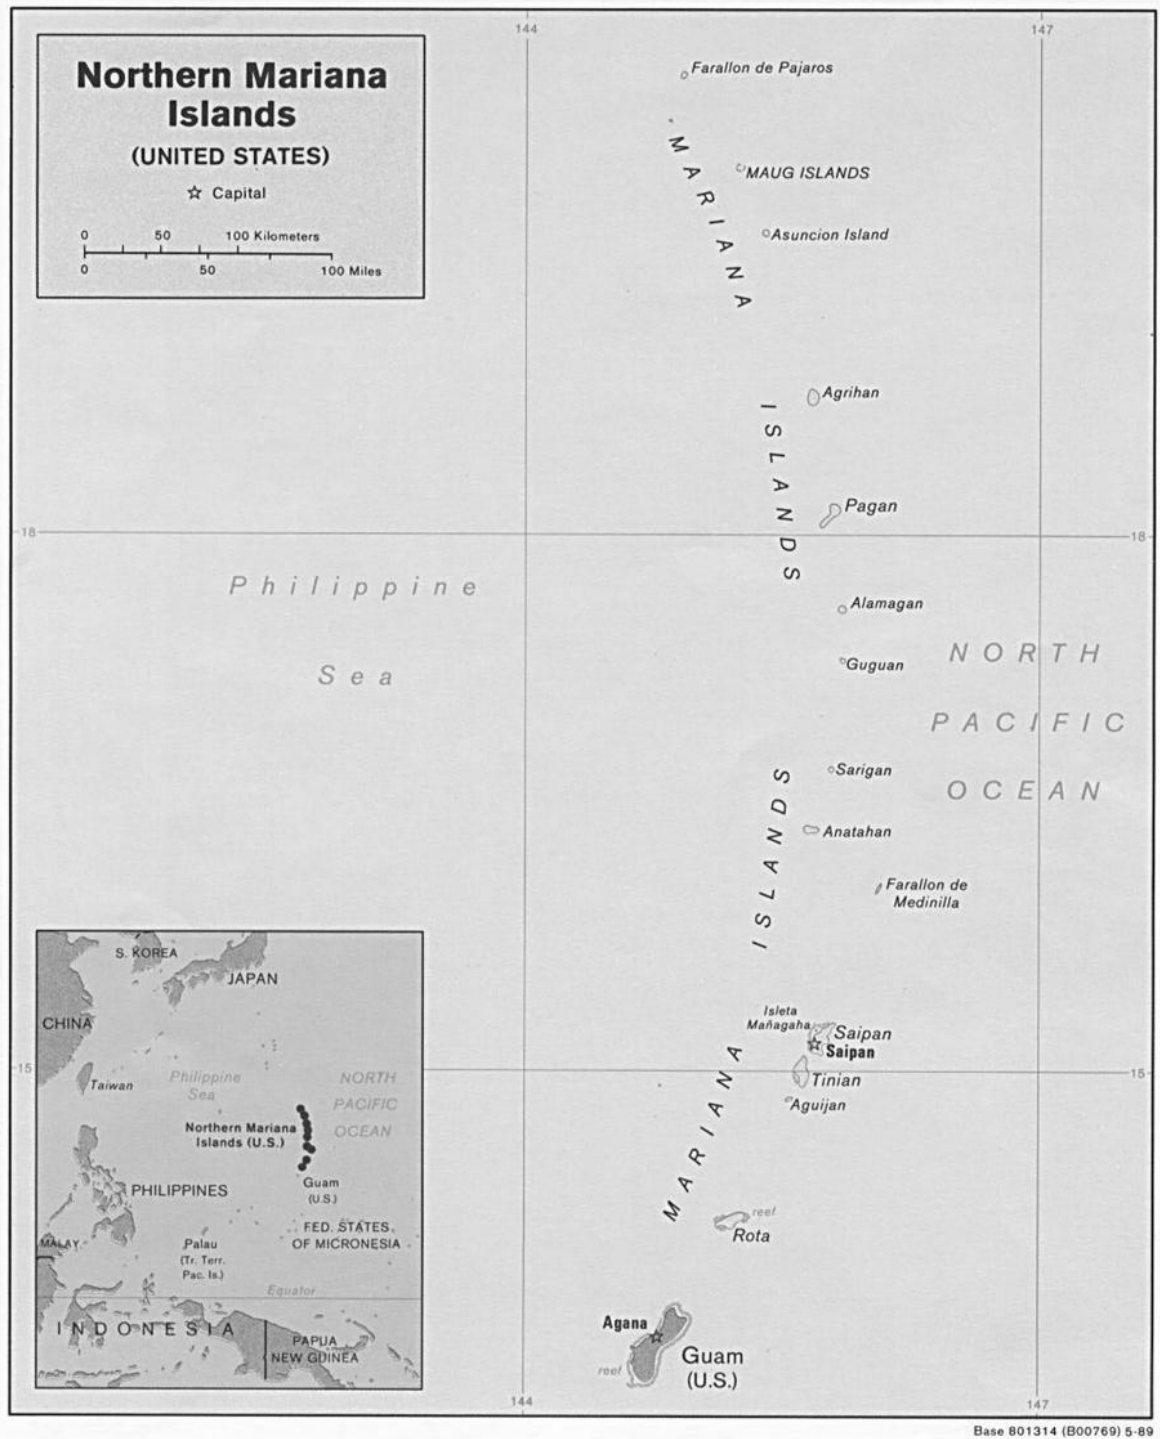 144
147
Northern Mariana
Islands
(UNITED STATES)
☆ Capital
0 50 100 Kilometers
0 50 100 Miles
Farallon de Pajaros
MARIANA
MAUG ISLANDS
Asuncion Island
Agrihan
ISLANDS
Pagan
18
18
Philippine
Sea
Alamagan
Guguan
NORTH
PACIFIC
OCEAN
Sarigan
ISLANDS
Anatahan
Farallon de
Medinilla
Isleta
Mañagaha
Saipan
Saipan
MARIANA
15
15
Tinian
Aguijan
reef
Rota
Agana
reef
Guam
(U.S.)
S. KOREA
JAPAN
CHINA
Taiwan
Philippine
Sea
NORTH
PACIFIC
OCEAN
Northern Mariana
Islands (U.S.)
Guam
(U.S.)
PHILIPPINES
FED. STATES
OF MICRONESIA
MALAY.
Palau
(Tr. Terr.
Pac. Is.)
Equator
INDONESIA
PAPUA
NEW GUINEA
144
147
Base 801314 (B00769) 5-89